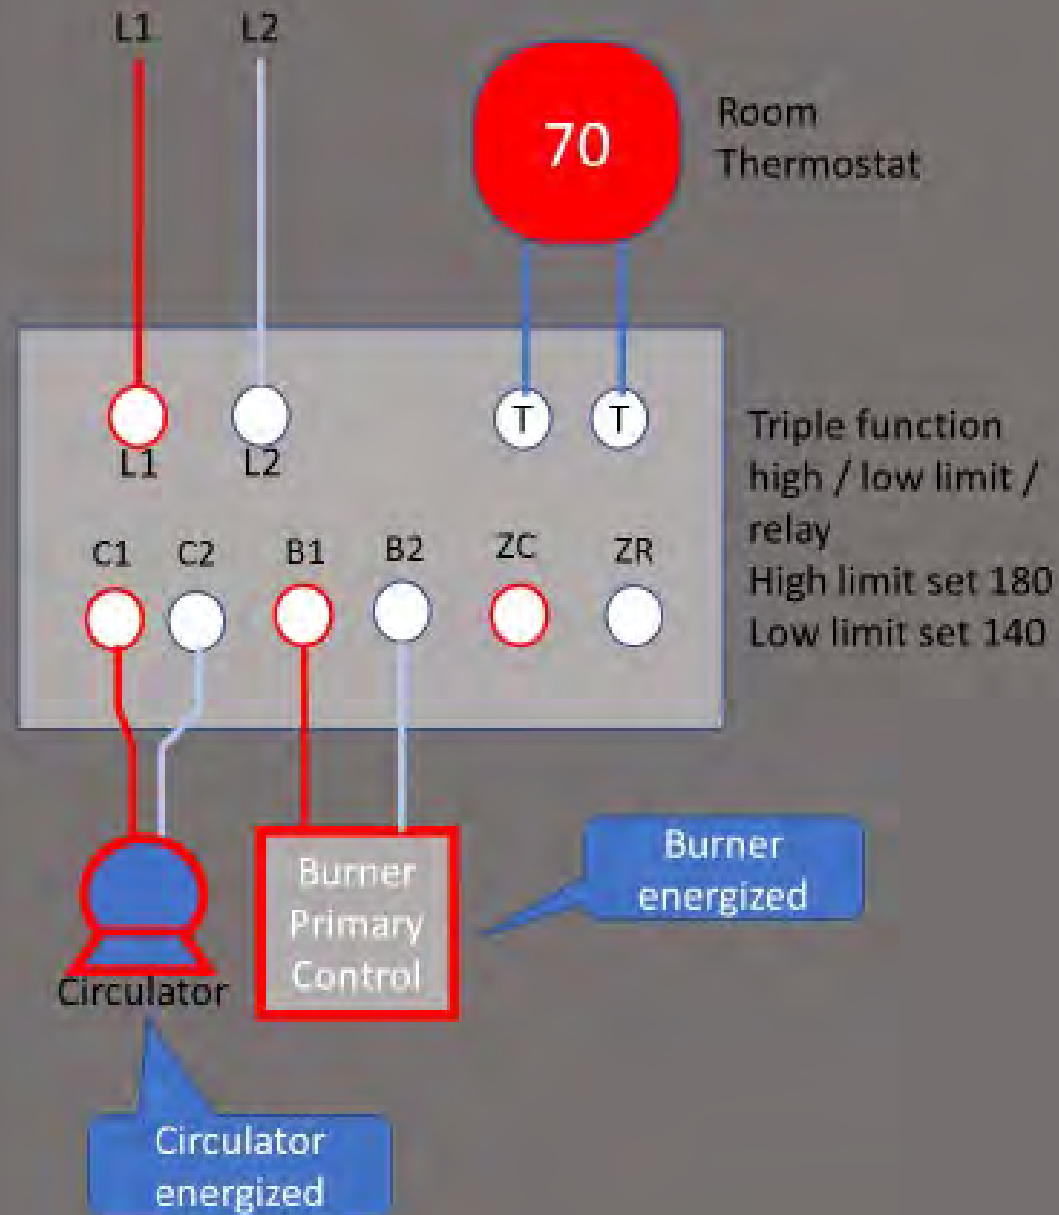 L1
L2
70
Room
Thermostat
T
T
L1
L2
Triple function
high / low limit /
relay
High limit set 180
Low limit set 140
C1
C2
B1
B2
ZC
ZR
Burner
Primary
Control
Burner
energized
Circulator
Circulator
energized